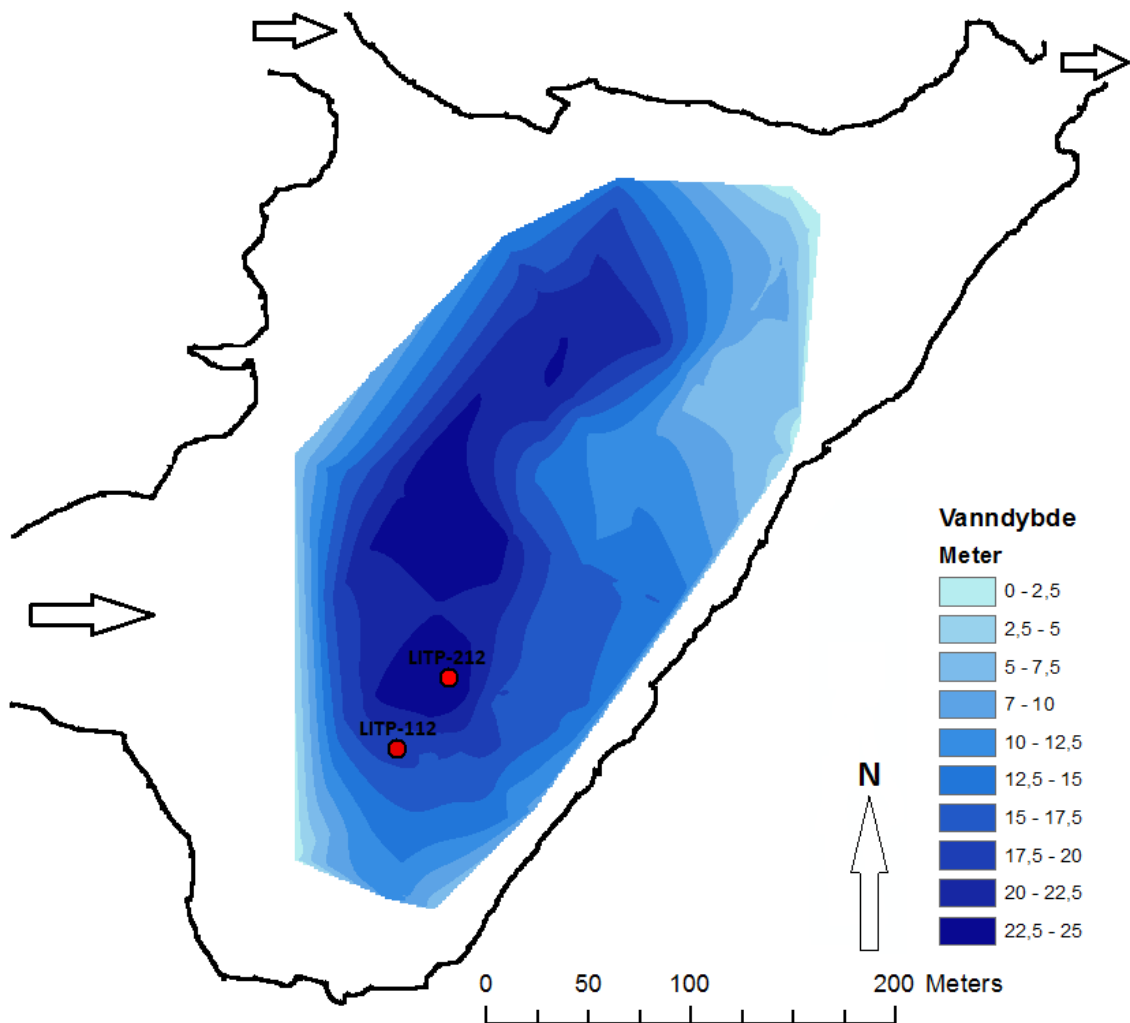 LITP-212
LITP-112
Vanndybde
Meter
0 - 2,5
2,5 - 5
5 - 7,5
7 - 10
10 - 12,5
12,5 - 15
15 - 17,5
17,5 - 20
20 - 22,5
22,5 - 25
N
0 50 100 200 Meters